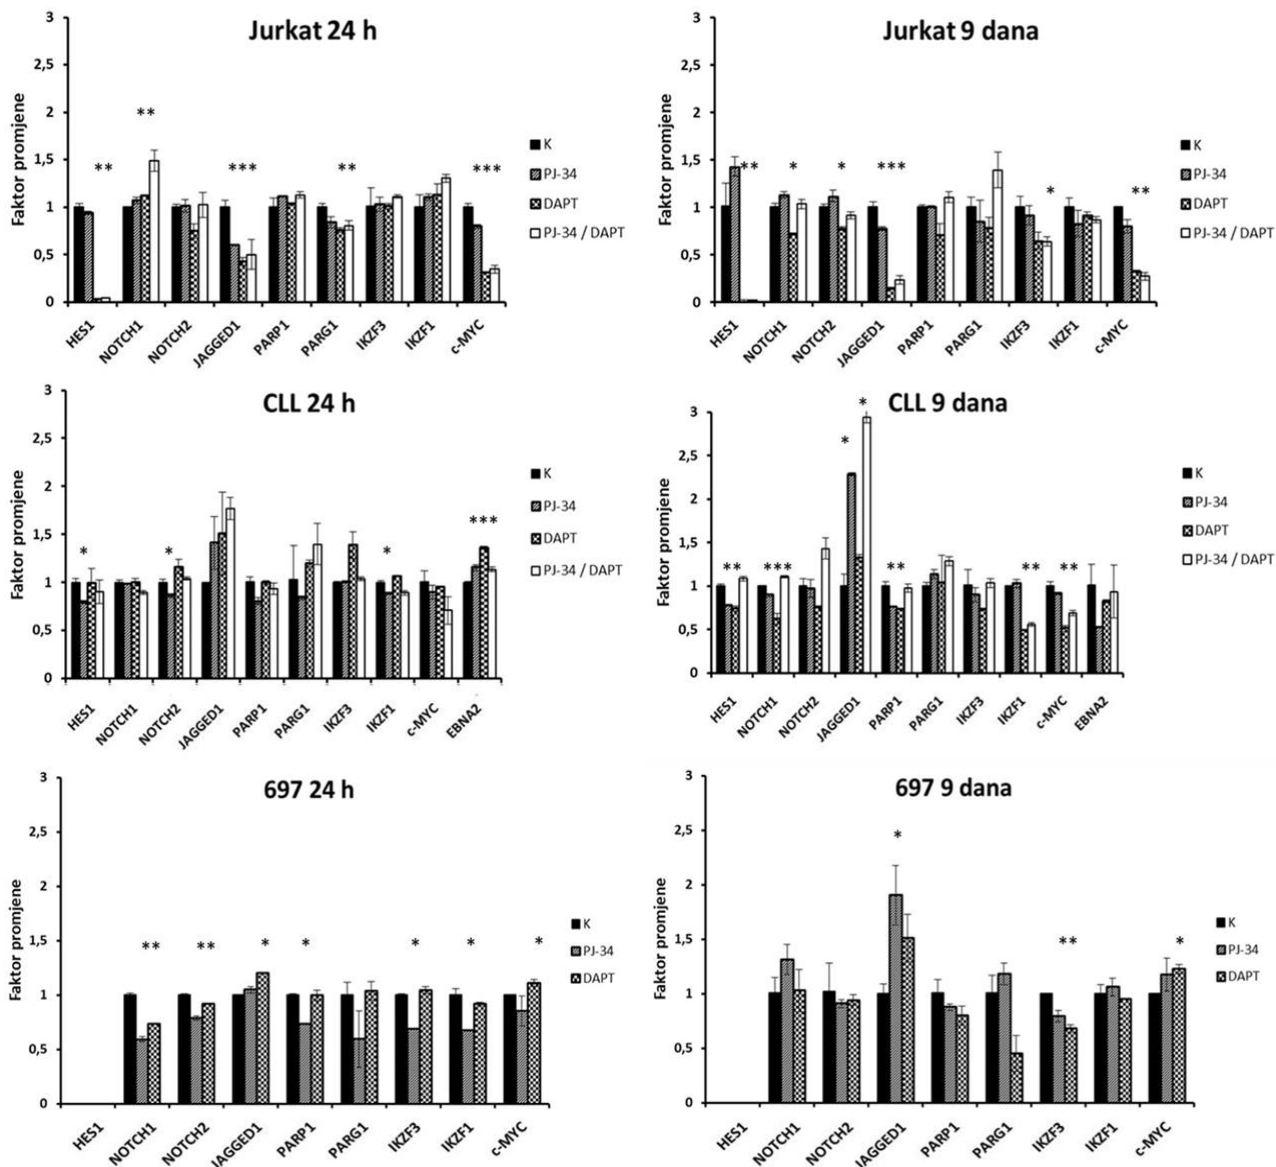 Jurkat 24 h
Faktor promjene
3
2,5
2
1,5
1
0,5
0
** ** *** ** ***
HES1 NOTCH1 NOTCH2 JAGGED1 PARP1 PARG1 IKZF3 IKZF1 c-MYC
K
PJ-34
DAPT
PJ-34 / DAPT
Jurkat 9 dana
Faktor promjene
3
2,5
2
1,5
1
0,5
0
** * * *** * **
HES1 NOTCH1 NOTCH2 JAGGED1 PARP1 PARG1 IKZF3 IKZF1 c-MYC
K
PJ-34
DAPT
PJ-34 / DAPT
CLL 24 h
Faktor promjene
3
2,5
2
1,5
1
0,5
0
* * * ***
HES1 NOTCH1 NOTCH2 JAGGED1 PARP1 PARG1 IKZF3 IKZF1 c-MYC EBNA2
K
PJ-34
DAPT
PJ-34 / DAPT
CLL 9 dana
Faktor promjene
3
2,5
2
1,5
1
0,5
0
** *** * * ** ** **
HES1 NOTCH1 NOTCH2 JAGGED1 PARP1 PARG1 IKZF3 IKZF1 c-MYC EBNA2
K
PJ-34
DAPT
PJ-34 / DAPT
697 24 h
Faktor promjene
3
2,5
2
1,5
1
0,5
0
** ** * * * * *
HES1 NOTCH1 NOTCH2 JAGGED1 PARP1 PARG1 IKZF3 IKZF1 c-MYC
K
PJ-34
DAPT
697 9 dana
Faktor promjene
3
2,5
2
1,5
1
0,5
0
* ** *
HES1 NOTCH1 NOTCH2 JAGGED1 PARP1 PARG1 IKZF3 IKZF1 c-MYC
K
PJ-34
DAPT